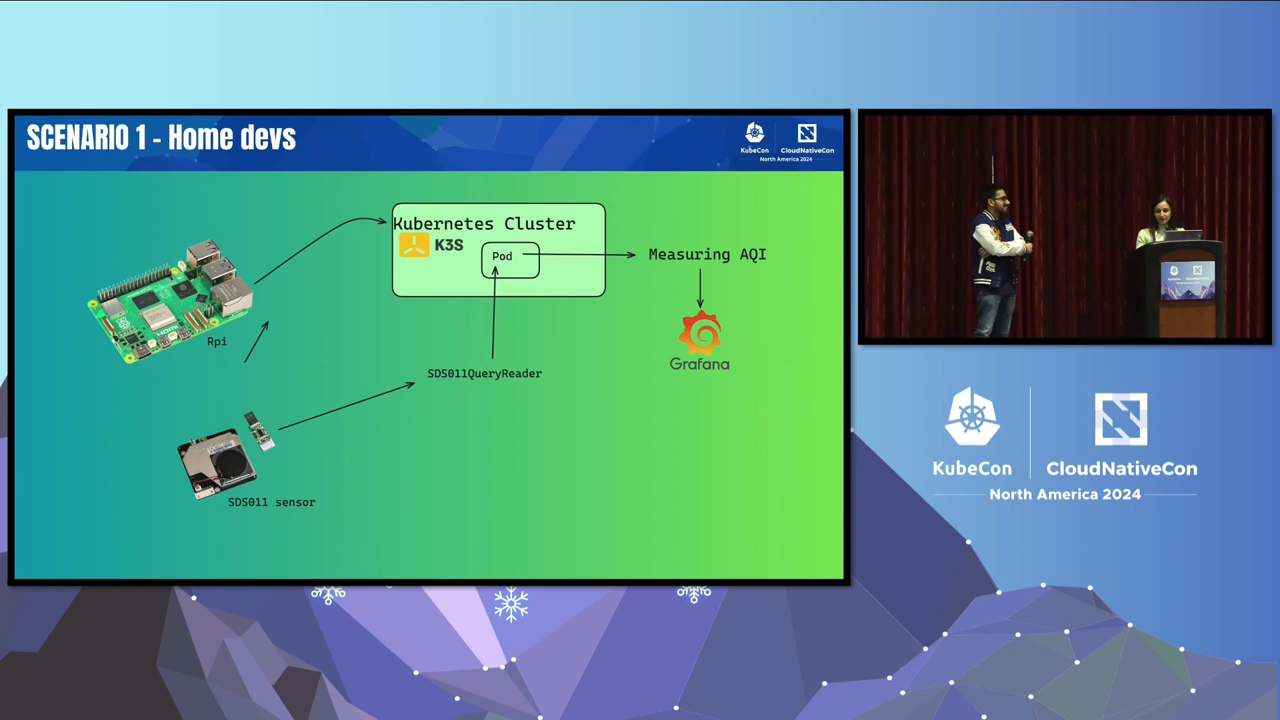 SCENARIO 1 - Home devs
KubeCon
CloudNativeCon
North America 2024
Kubernetes Cluster
K3S
Pod
Measuring AQI
Grafana
Rpi
SDS011QueryReader
SDS011 sensor
KubeCon
CloudNativeCon
North America 2024